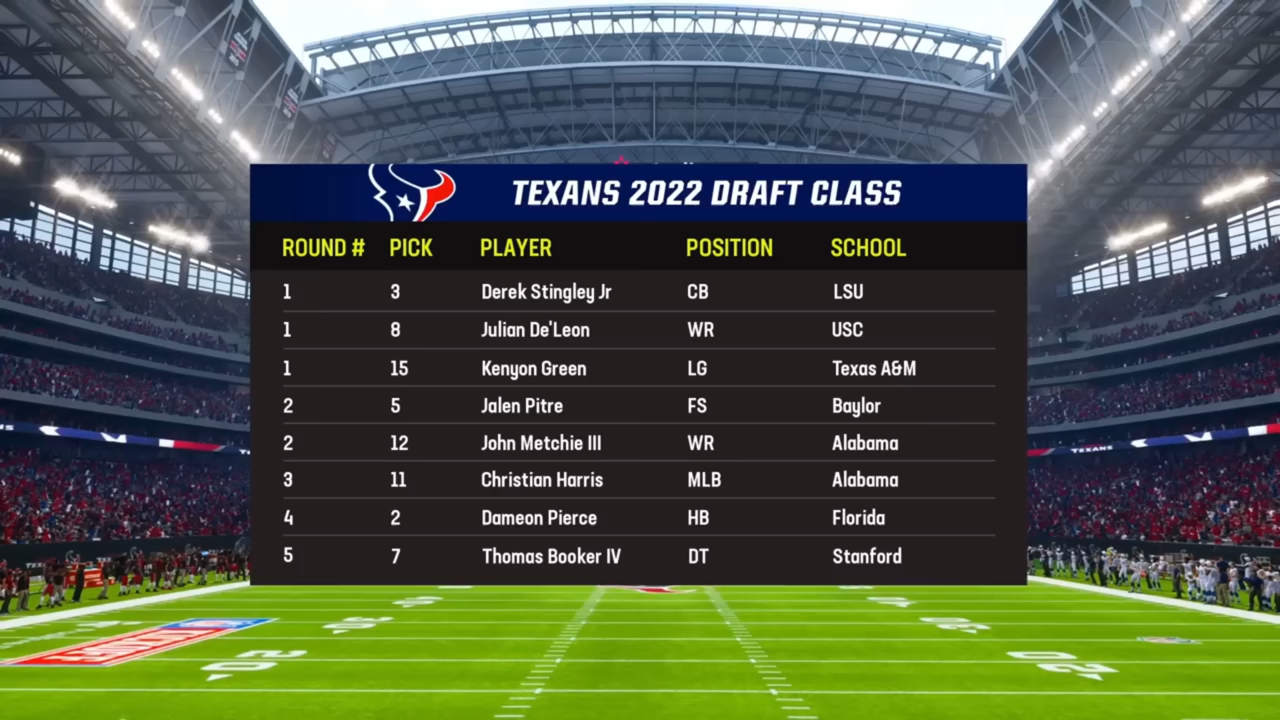 TEXANS 2022 DRAFT CLASS
ROUND # PICK PLAYER POSITION SCHOOL
1 3 Derek Stingley Jr CB LSU
1 8 Julian De'Leon WR USC
1 15 Kenyon Green LG Texas A&M
2 5 Jalen Pitre FS Baylor
2 12 John Metchie III WR Alabama
3 11 Christian Harris MLB Alabama
4 2 Dameon Pierce HB Florida
5 7 Thomas Booker IV DT Stanford
TEXANS
20
20